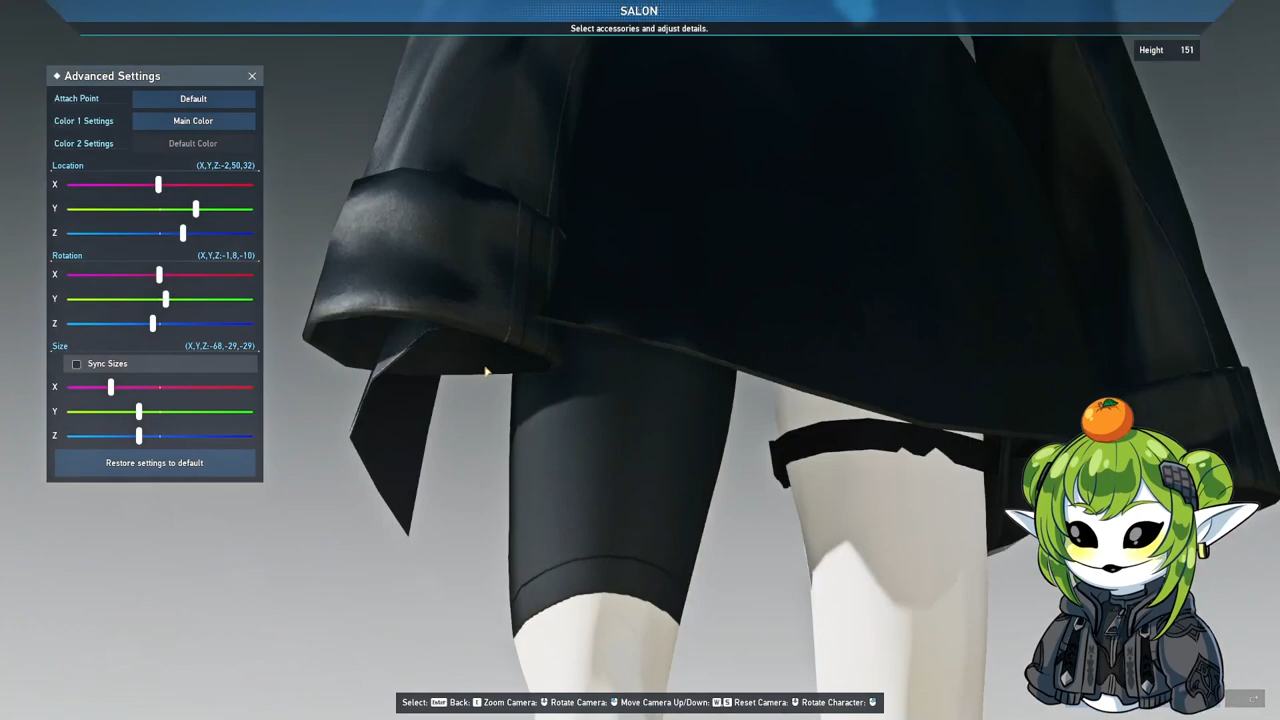 SALON
Select accessories and adjust details.
Height 151
Advanced Settings
Attach Point Default
Color 1 Settings Main Color
Color 2 Settings Default Color
Location (X,Y,Z:-2,50,32)
X
Y
Z
Rotation (X,Y,Z:-1,8,-10)
X
Y
Z
Size (X,Y,Z:-68,-29,-29)
Sync Sizes
X
Y
Z
Restore settings to default
Select: Enter Back: E Zoom Camera: Rotate Camera: Move Camera Up/Down: W, S Reset Camera: Rotate Character: